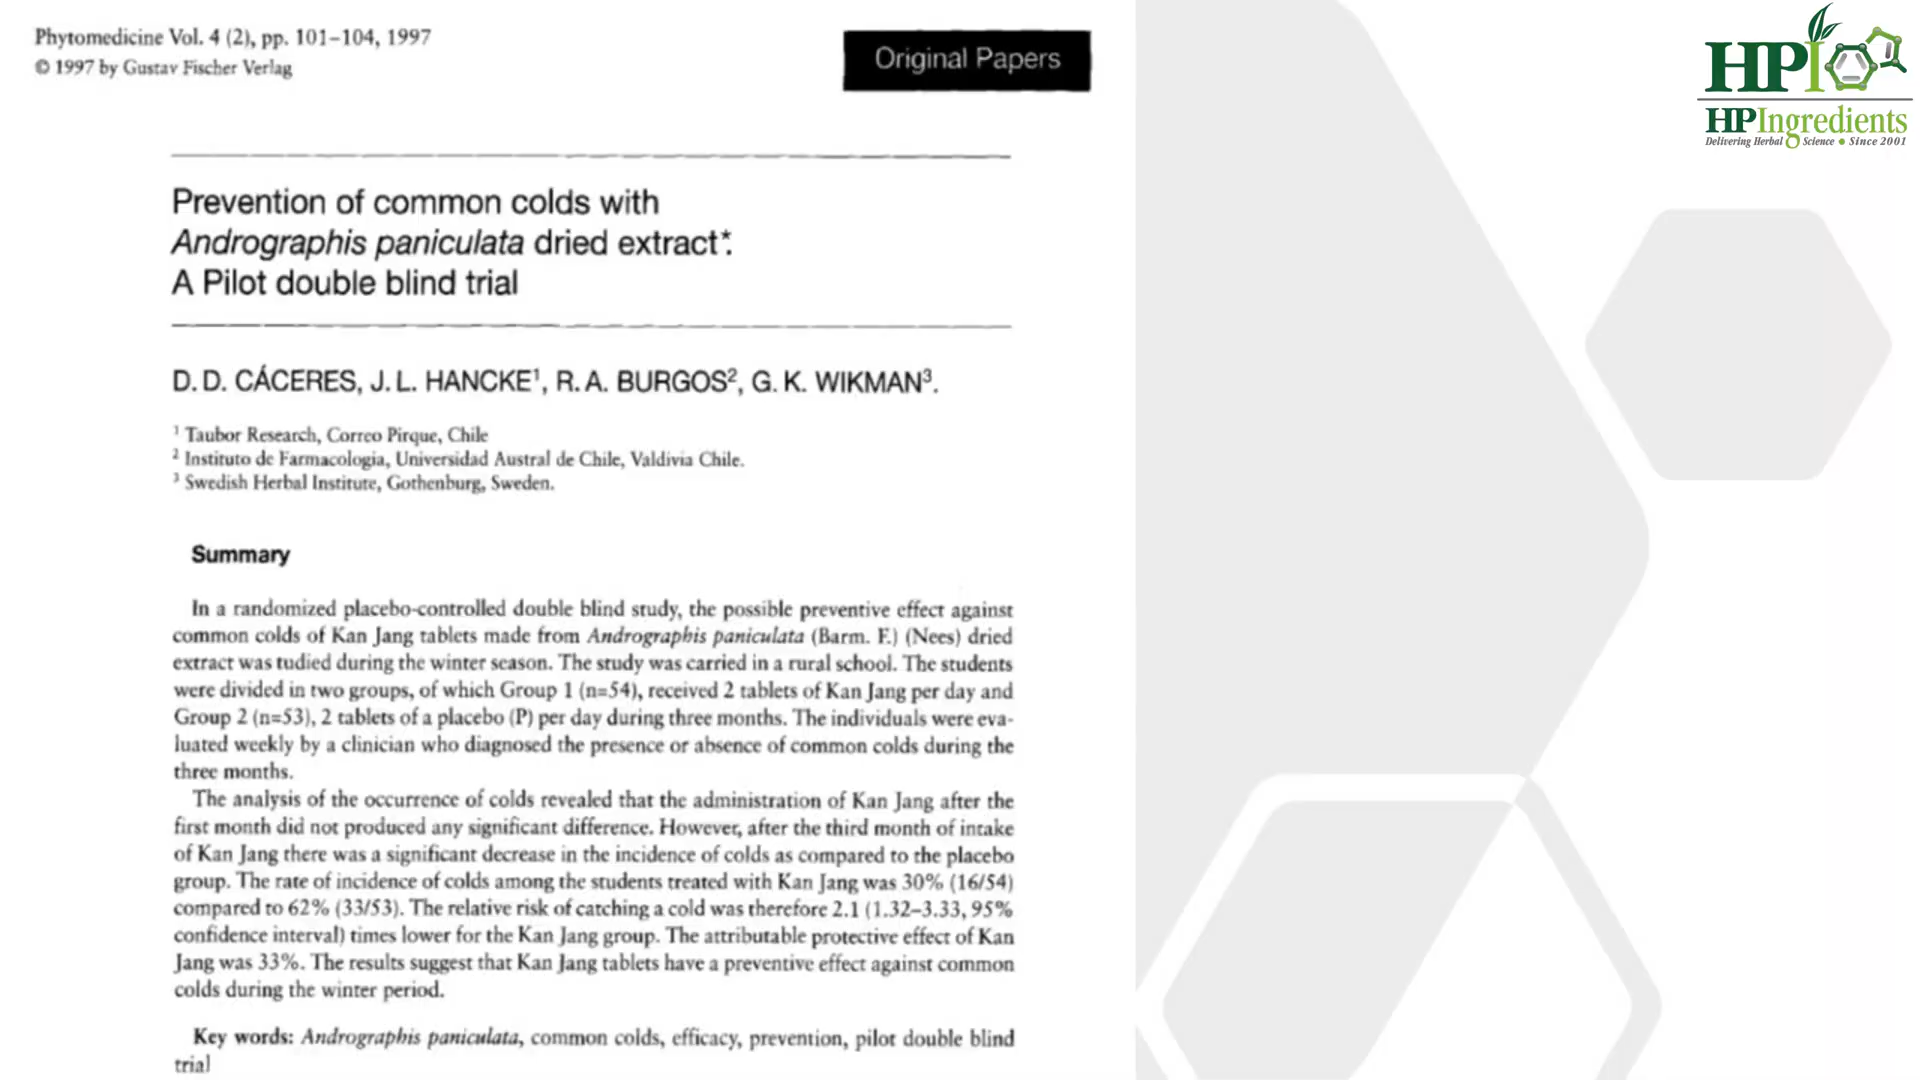 Phytomedicine Vol. 4 (2), pp. 101–104, 1997
© 1997 by Gustav Fischer Verlag
Original Papers
HPI
HPIngredients
Delivering Herbal Science • Since 2001
Prevention of common colds with
Andrographis paniculata dried extract*:
A Pilot double blind trial
D. D. CÁCERES, J. L. HANCKE¹, R. A. BURGOS², G. K. WIKMAN³.
¹ Taubor Research, Correo Pirque, Chile
² Instituto de Farmacologia, Universidad Austral de Chile, Valdivia Chile.
³ Swedish Herbal Institute, Gothenburg, Sweden.
Summary
In a randomized placebo-controlled double blind study, the possible preventive effect against
common colds of Kan Jang tablets made from Andrographis paniculata (Barm. F.) (Nees) dried
extract was tudied during the winter season. The study was carried in a rural school. The students
were divided in two groups, of which Group 1 (n=54), received 2 tablets of Kan Jang per day and
Group 2 (n=53), 2 tablets of a placebo (P) per day during three months. The individuals were eva-
luated weekly by a clinician who diagnosed the presence or absence of common colds during the
three months.
The analysis of the occurrence of colds revealed that the administration of Kan Jang after the
first month did not produced any significant difference. However, after the third month of intake
of Kan Jang there was a significant decrease in the incidence of colds as compared to the placebo
group. The rate of incidence of colds among the students treated with Kan Jang was 30% (16/54)
compared to 62% (33/53). The relative risk of catching a cold was therefore 2.1 (1.32–3.33, 95%
confidence interval) times lower for the Kan Jang group. The attributable protective effect of Kan
Jang was 33%. The results suggest that Kan Jang tablets have a preventive effect against common
colds during the winter period.
Key words: Andrographis paniculata, common colds, efficacy, prevention, pilot double blind
trial